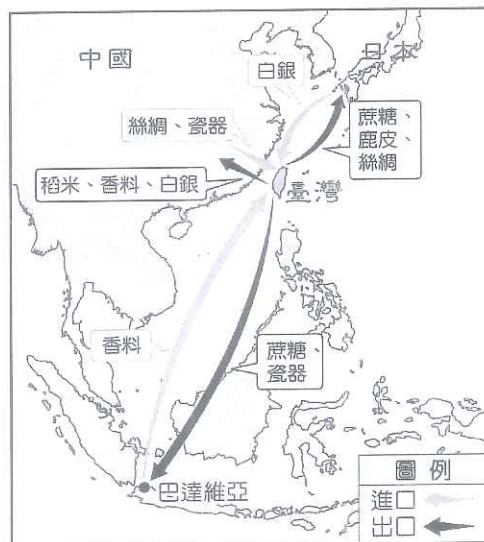 中國
日本
白銀
絲綢、瓷器
蔗糖、
鹿皮、
絲綢
稻米、香料、白銀
臺灣
香料
蔗糖、
瓷器
巴達維亞
圖例
進口
出口